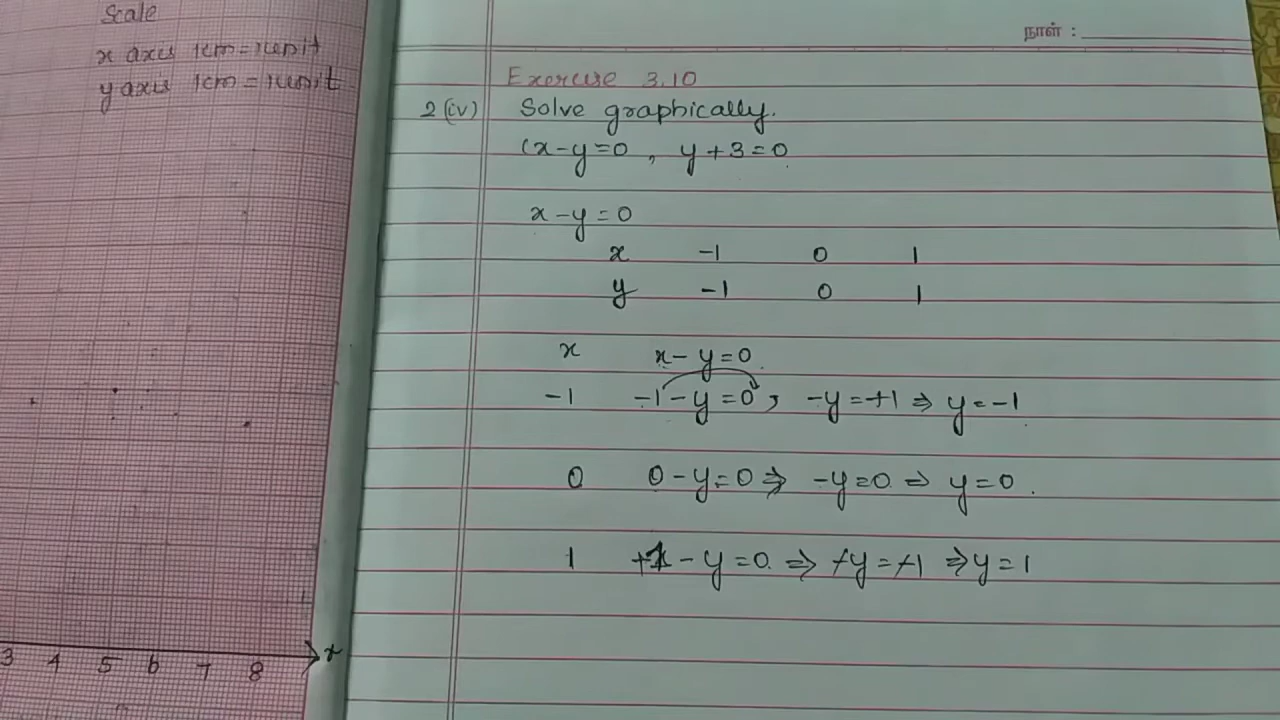 Scale
x axis 1cm=1unit
y axis 1cm=1unit
3 4 5 6 7 8 x
நாள் :
Exercise 3.10
2 (iv) Solve graphically.
(x-y=0, y+3=0
x-y=0
x -1 0 1
y -1 0 1
x x-y=0
-1 -1-y=0, -y=+1 ⇒ y=-1
0 0-y=0 ⇒ -y=0 ⇒ y=0.
1 +1-y=0 ⇒ -y=-1 ⇒ y=1